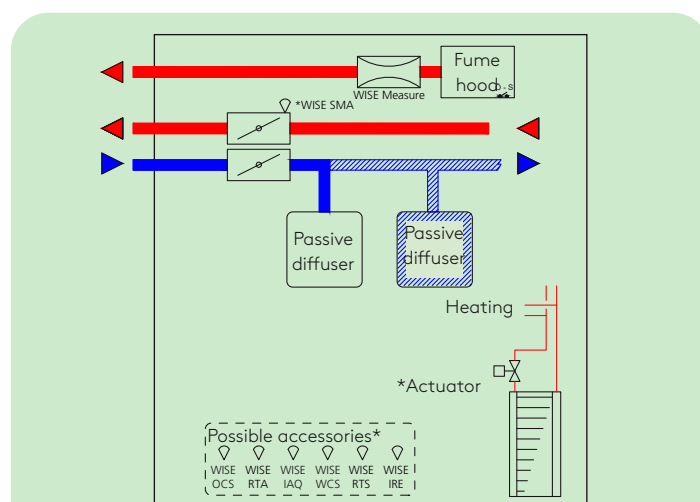 Fume
hood
D - S
WISE Measure
*WISE SMA
Passive
diffuser
Passive
diffuser
Heating
*Actuator
Possible accessories*
WISE WISE WISE WISE WISE WISE
OCS RTA IAQ WCS RTS IRE